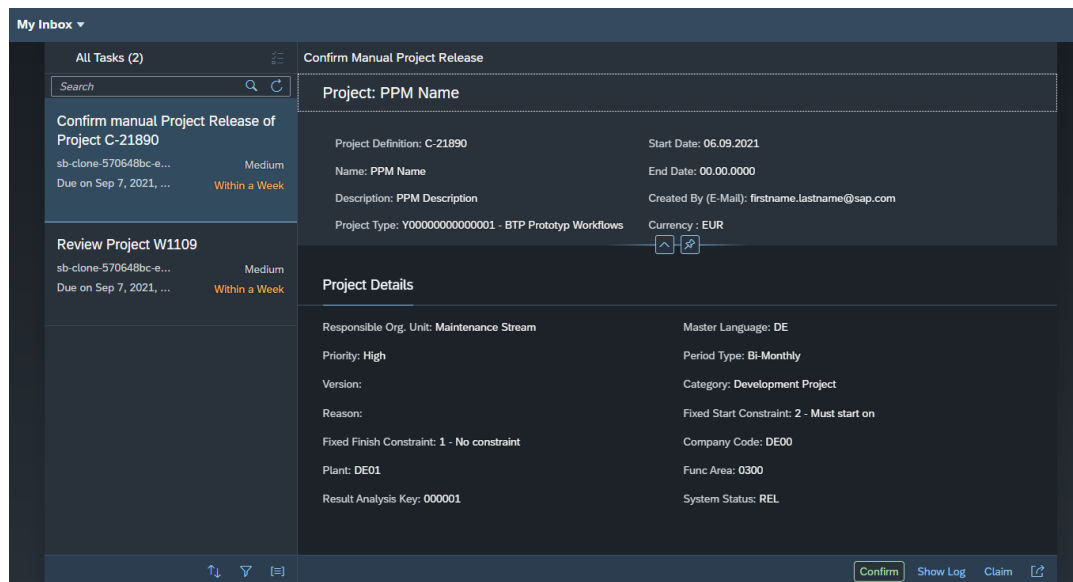 My Inbox
All Tasks (2)
Search
Confirm manual Project Release of
Project C-21890
sb-clone-570648bc-e...
Medium
Due on Sep 7, 2021, ...
Within a Week
Review Project W1109
sb-clone-570648bc-e...
Medium
Due on Sep 7, 2021, ...
Within a Week
Confirm Manual Project Release
Project: PPM Name
Project Definition: C-21890
Start Date: 06.09.2021
Name: PPM Name
End Date: 00.00.0000
Description: PPM Description
Created By (E-Mail): firstname.lastname@sap.com
Project Type: Y00000000000001 - BTP Prototyp Workflows
Currency : EUR
Project Details
Responsible Org. Unit: Maintenance Stream
Master Language: DE
Priority: High
Period Type: Bi-Monthly
Version:
Category: Development Project
Reason:
Fixed Start Constraint: 2 - Must start on
Fixed Finish Constraint: 1 - No constraint
Company Code: DE00
Plant: DE01
Func Area: 0300
Result Analysis Key: 000001
System Status: REL
Confirm
Show Log
Claim